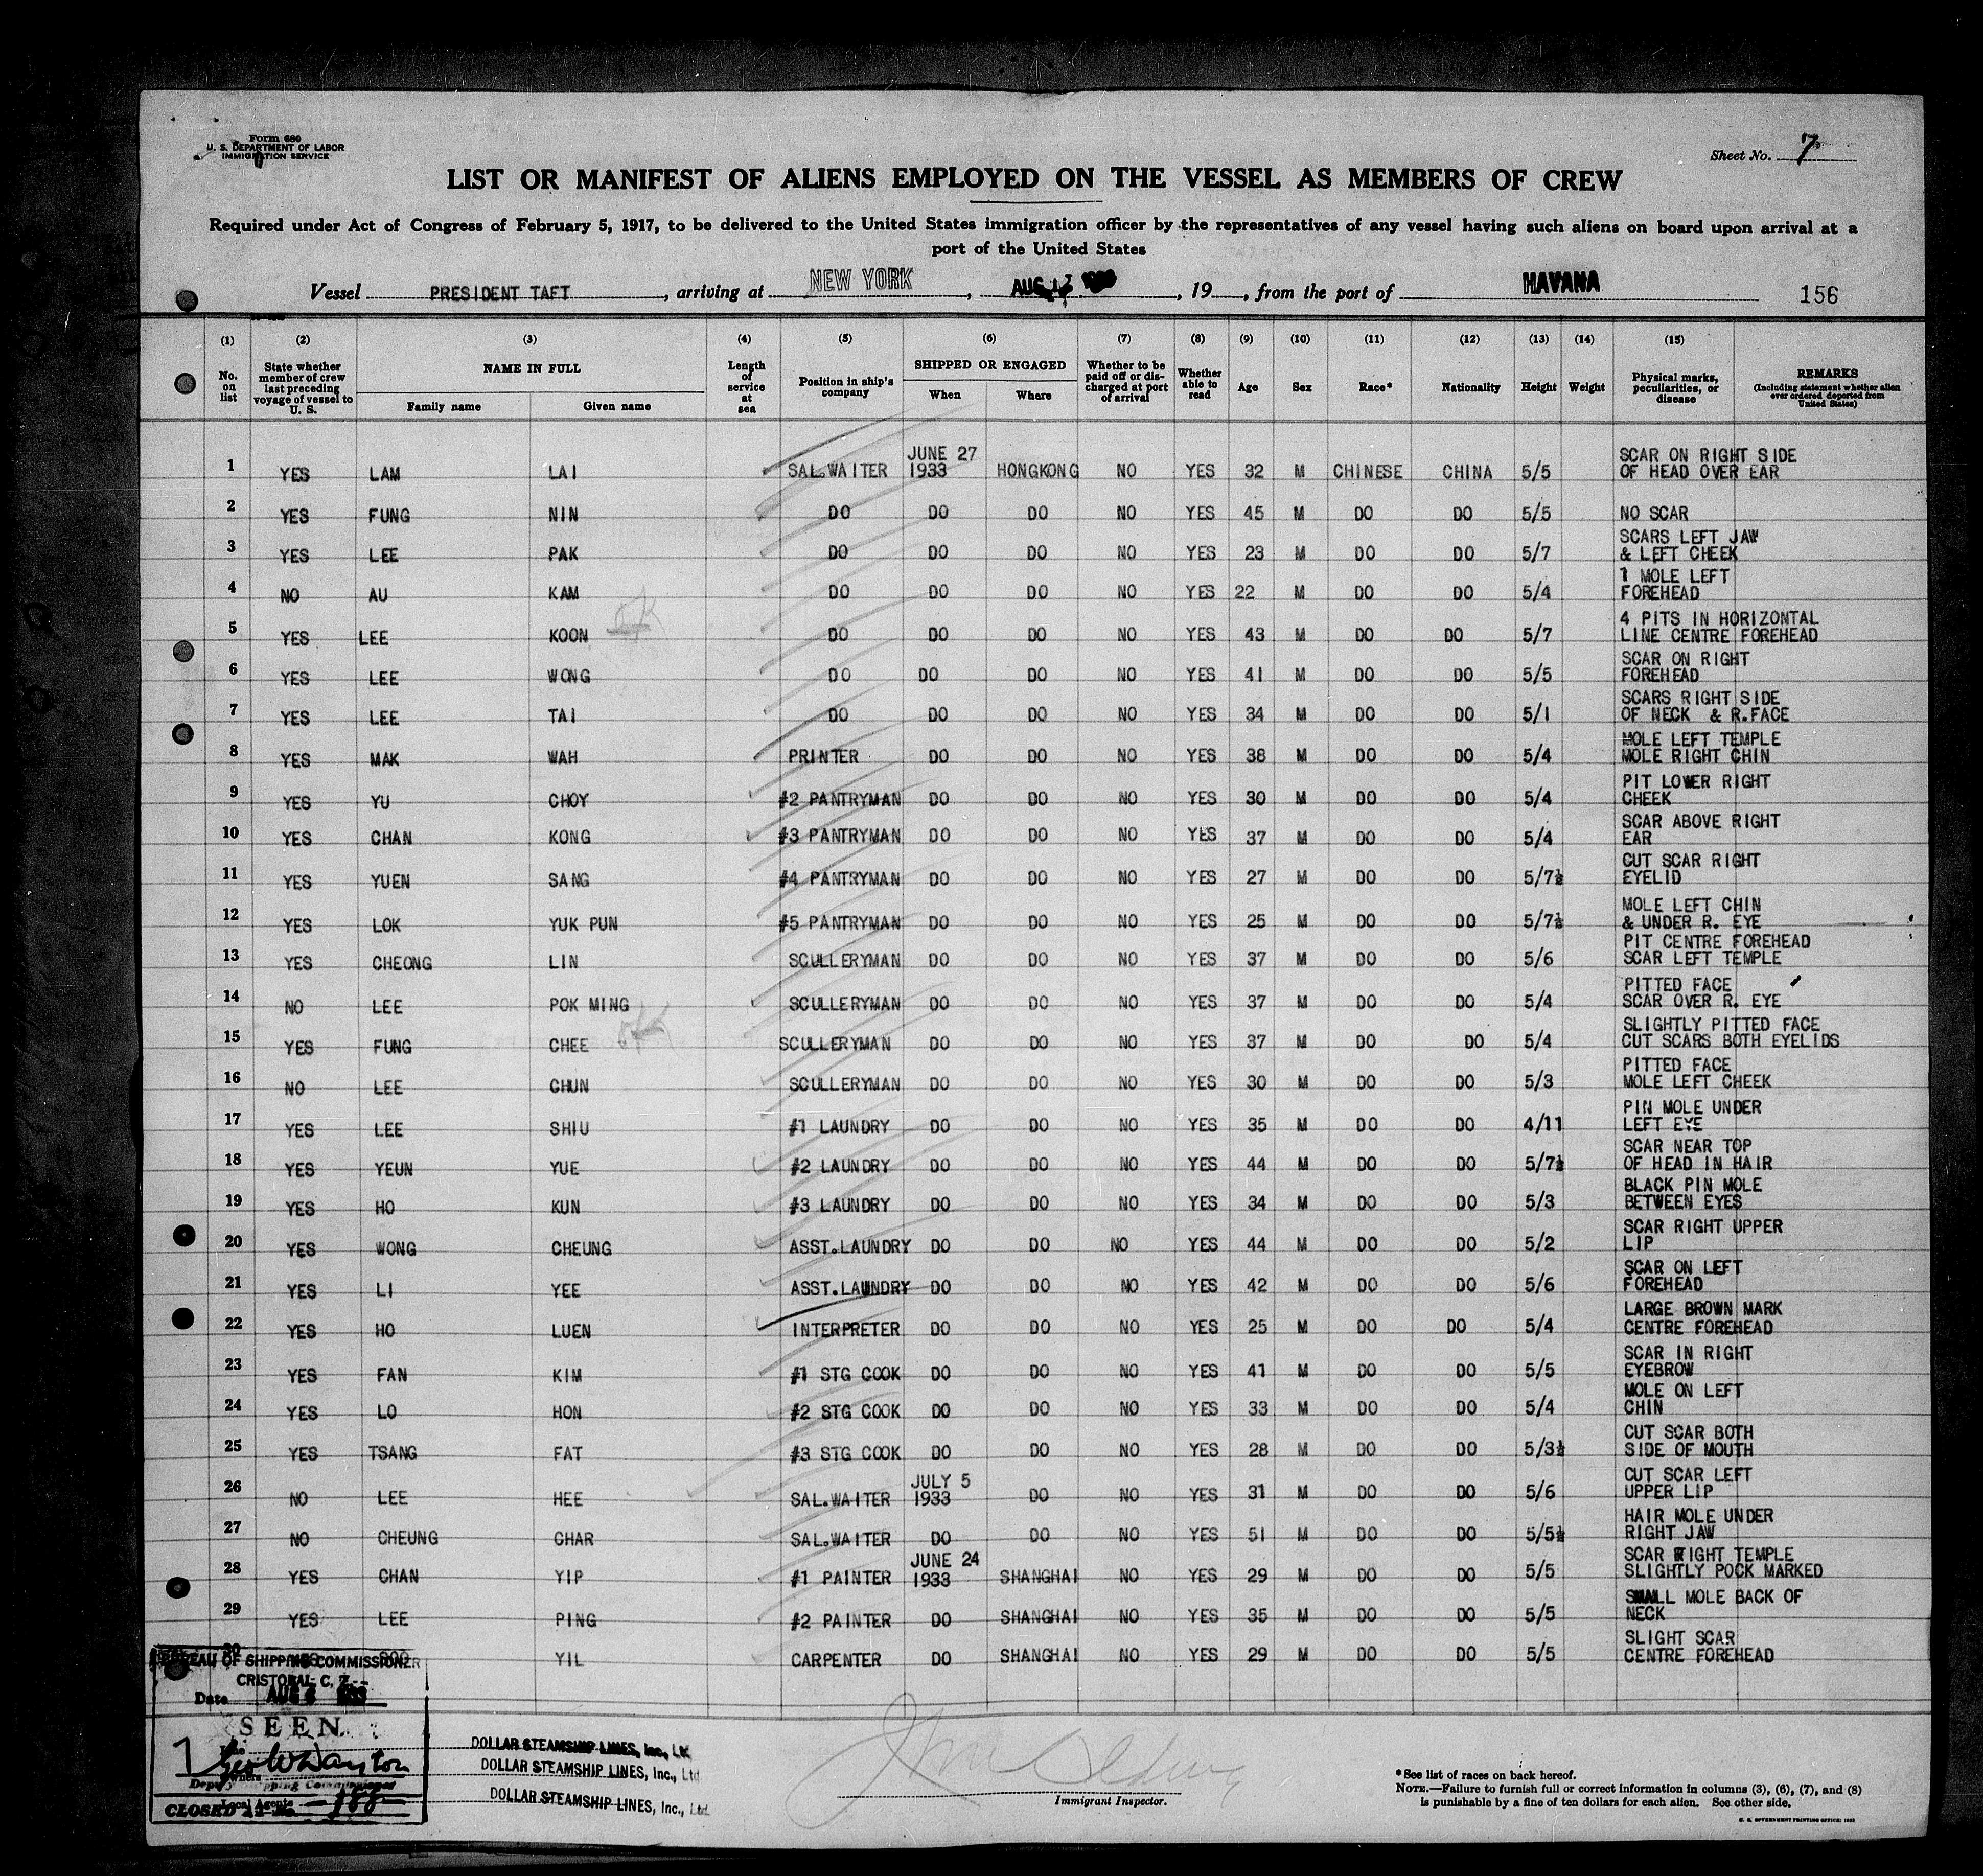 Form 680
U. S. DEPARTMENT OF LABOR
IMMIGRATION SERVICE
Sheet No. 7
LIST OR MANIFEST OF ALIENS EMPLOYED ON THE VESSEL AS MEMBERS OF CREW
Required under Act of Congress of February 5, 1917, to be delivered to the United States immigration officer by the representatives of any vessel having such aliens on board upon arrival at a
port of the United States
Vessel PRESIDENT TAFT, arriving at NEW YORK, AUG 13, 19, from the port of HAVANA 156
(1) (2) (3) (4) (5) (6) (7) (8) (9) (10) (11) (12) (13) (14) (15)
No. on list State whether member of crew last preceding voyage of vessel to U. S. NAME IN FULL Family name Given name Length of service at sea Position in ship's company SHIPPED OR ENGAGED When Where Whether to be paid off or discharged at port of arrival Whether able to read Age Sex Race* Nationality Height Weight Physical marks, peculiarities, or disease REMARKS (Including statement whether alien ever ordered deported from United States)
1 YES LAM LAI SAL.WAITER JUNE 27 1933 HONGKONG NO YES 32 M CHINESE CHINA 5/5 SCAR ON RIGHT SIDE OF HEAD OVER EAR
2 YES FUNG NIN DO DO DO NO YES 45 M DO DO 5/5 NO SCAR
3 YES LEE PAK DO DO DO NO YES 23 M DO DO 5/7 SCARS LEFT JAW & LEFT CHEEK
4 NO AU KAM DO DO DO NO YES 22 M DO DO 5/4 1 MOLE LEFT FOREHEAD
5 YES LEE KOON DO DO DO NO YES 43 M DO DO 5/7 4 PITS IN HORIZONTAL LINE CENTRE FOREHEAD
6 YES LEE WONG DO DO DO NO YES 41 M DO DO 5/5 SCAR ON RIGHT FOREHEAD
7 YES LEE TAI DO DO DO NO YES 34 M DO DO 5/1 SCARS RIGHT SIDE OF NECK & R.FACE
8 YES MAK WAH PRINTER DO DO NO YES 38 M DO DO 5/4 MOLE LEFT TEMPLE MOLE RIGHT CHIN
9 YES YU CHOY #2 PANTRYMAN DO DO NO YES 30 M DO DO 5/4 PIT LOWER RIGHT CHEEK
10 YES CHAN KONG #3 PANTRYMAN DO DO NO YES 37 M DO DO 5/4 SCAR ABOVE RIGHT EAR
11 YES YUEN SANG #4 PANTRYMAN DO DO NO YES 27 M DO DO 5/7½ CUT SCAR RIGHT EYELID
12 YES LOK YUK PUN #5 PANTRYMAN DO DO NO YES 25 M DO DO 5/7½ MOLE LEFT CHIN & UNDER R. EYE
13 YES CHEONG LIN SCULLERYMAN DO DO NO YES 37 M DO DO 5/6 PIT CENTRE FOREHEAD SCAR LEFT TEMPLE
14 NO LEE POK MING SCULLERYMAN DO DO NO YES 37 M DO DO 5/4 PITTED FACE SCAR OVER R. EYE
15 YES FUNG CHEE SCULLERYMAN DO DO NO YES 37 M DO DO 5/4 SLIGHTLY PITTED FACE CUT SCARS BOTH EYELIDS
16 NO LEE CHUN SCULLERYMAN DO DO NO YES 30 M DO DO 5/3 PITTED FACE MOLE LEFT CHEEK
17 YES LEE SHIU #1 LAUNDRY DO DO NO YES 35 M DO DO 4/11 PIN MOLE UNDER LEFT EYE
18 YES YEUN YUE #2 LAUNDRY DO DO NO YES 44 M DO DO 5/7½ SCAR NEAR TOP OF HEAD IN HAIR
19 YES HO KUN #3 LAUNDRY DO DO NO YES 34 M DO DO 5/3 BLACK PIN MOLE BETWEEN EYES
20 YES WONG CHEUNG ASST.LAUNDRY DO DO NO YES 44 M DO DO 5/2 SCAR RIGHT UPPER LIP
21 YES LI YEE ASST.LAUNDRY DO DO NO YES 42 M DO DO 5/6 SCAR ON LEFT FOREHEAD
22 YES HO LUEN INTERPRETER DO DO NO YES 25 M DO DO 5/4 LARGE BROWN MARK CENTRE FOREHEAD
23 YES FAN KIM #1 STG COOK DO DO NO YES 41 M DO DO 5/5 SCAR IN RIGHT EYEBROW
24 YES LO HON #2 STG COOK DO DO NO YES 33 M DO DO 5/4 MOLE ON LEFT CHIN
25 YES TSANG FAT #3 STG COOK DO DO NO YES 28 M DO DO 5/3½ CUT SCAR BOTH SIDE OF MOUTH
26 NO LEE HEE SAL.WAITER JULY 5 1933 DO NO YES 31 M DO DO 5/6 CUT SCAR LEFT UPPER LIP
27 NO CHEUNG CHAR SAL.WAITER DO DO NO YES 51 M DO DO 5/5½ HAIR MOLE UNDER RIGHT JAW
28 YES CHAN YIP #1 PAINTER JUNE 24 1933 SHANGHAI NO YES 29 M DO DO 5/5 SCAR RIGHT TEMPLE SLIGHTLY POCK MARKED
29 YES LEE PING #2 PAINTER DO SHANGHAI NO YES 35 M DO DO 5/5 SMALL MOLE BACK OF NECK
30 YIL CARPENTER DO SHANGHAI NO YES 29 M DO DO 5/5 SLIGHT SCAR CENTRE FOREHEAD
BUREAU OF SHIPPING COMMISSIONER
CRISTOBAL C. Z.
Date AUG
SEEN
Geo W Dayton
Deputy Shipping Commissioner
Local Agents
CLOSED
DOLLAR STEAMSHIP LINES, Inc., Ltd.
DOLLAR STEAMSHIP LINES, Inc., Ltd.
DOLLAR STEAMSHIP LINES, Inc., Ltd.
Immigrant Inspector.
*See list of races on back hereof.
NOTE.—Failure to furnish full or correct information in columns (3), (6), (7), and (8)
is punishable by a fine of ten dollars for each alien. See other side.